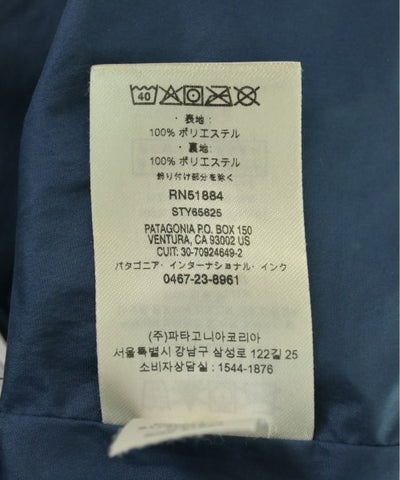 40
・表地:
100% ポリエステル
・裏地:
100% ポリエステル
飾り付け部分を除く
RN51884
STY65625
PATAGONIA P.O. BOX 150
VENTURA, CA 93002 US
CUIT: 30-70924649-2
パタゴニア・インターナショナル・インク
0467-23-8961
(주)파타고니아코리아
서울특별시 강남구 삼성로 122길 25
소비자상담실 : 1544-1876